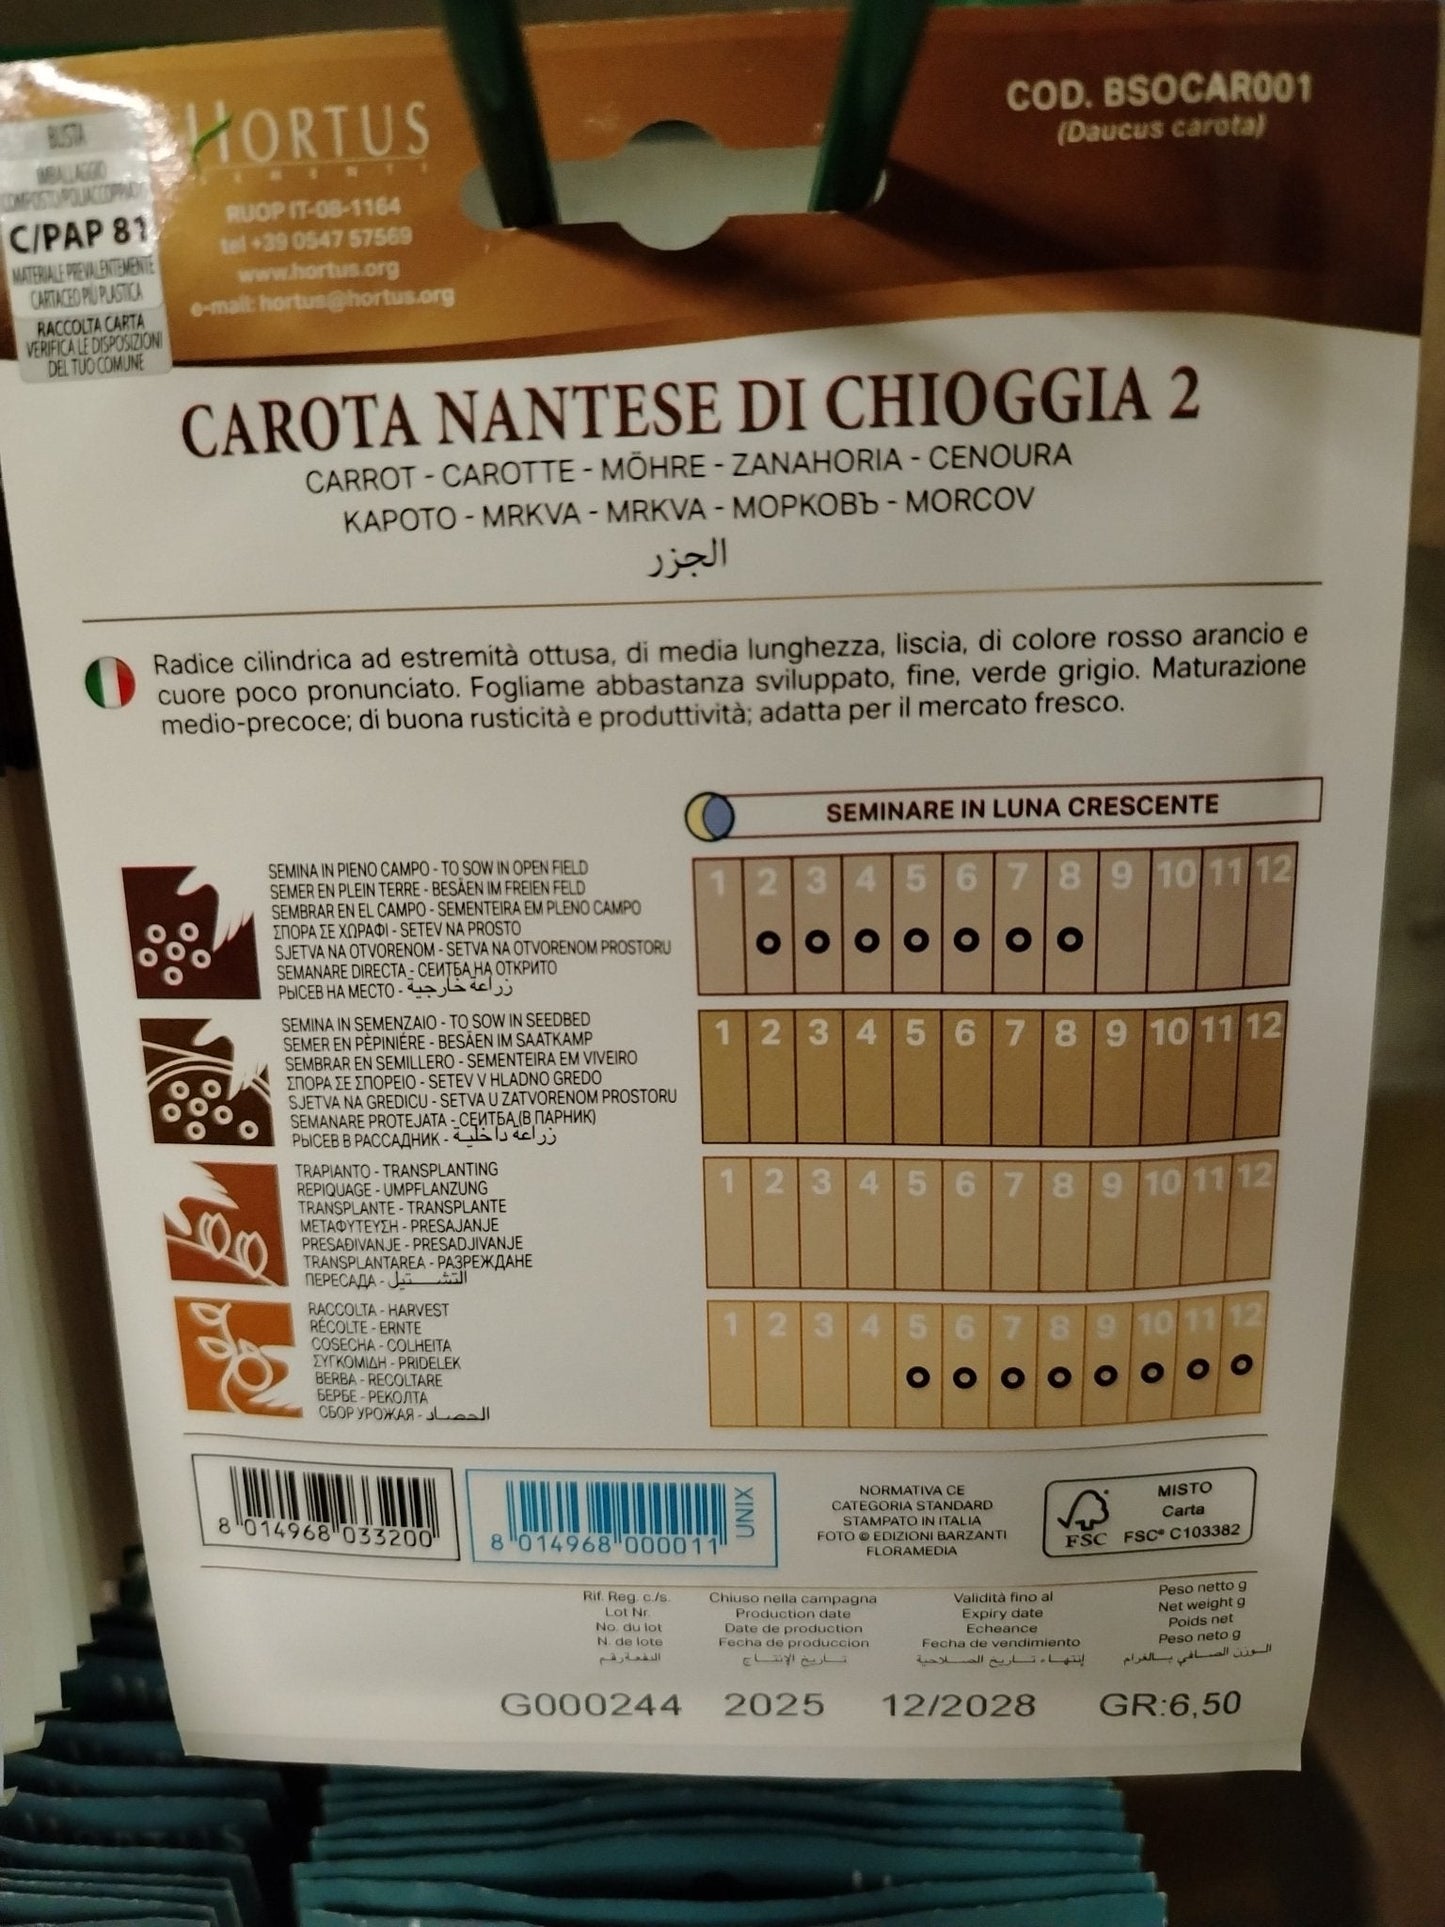 BUSTA
IMBALLAGGIO
COMPOSTO/POLIACCOPPIATO
C/PAP 81
MATERIALE PREVALENTEMENTE
CARTACEO PIÙ PLASTICA
RACCOLTA CARTA
VERIFICA LE DISPOSIZIONI
DEL TUO COMUNE
HORTUS
SEMENTI
RUOP IT-08-1164
tel +39 0547 57569
www.hortus.org
e-mail: hortus@hortus.org
COD. BSOCAR001
(Daucus carota)
CAROTA NANTESE DI CHIOGGIA 2
CARROT - CAROTTE - MÖHRE - ZANAHORIA - CENOURA
KAPOTO - MRKVA - MRKVA - МОРКОВЬ - MORCOV
الجزر
Radice cilindrica ad estremità ottusa, di media lunghezza, liscia, di colore rosso arancio e
cuore poco pronunciato. Fogliame abbastanza sviluppato, fine, verde grigio. Maturazione
medio-precoce; di buona rusticità e produttività; adatta per il mercato fresco.
SEMINARE IN LUNA CRESCENTE
SEMINA IN PIENO CAMPO - TO SOW IN OPEN FIELD
SEMER EN PLEIN TERRE - BESÄEN IM FREIEN FELD
SEMBRAR EN EL CAMPO - SEMENTEIRA EM PLENO CAMPO
ΣΠΟΡΑ ΣΕ ΧΩΡΑΦΙ - SETEV NA PROSTO
SJETVA NA OTVORENOM - SETVA NA OTVORENOM PROSTORU
SEMANARE DIRECTA - СЕИТБА НА ОТКРИТО
РЫСЕВ НА МЕСТО - زراعة خارجية
1 2 3 4 5 6 7 8 9 10 11 12
SEMINA IN SEMENZAIO - TO SOW IN SEEDBED
SEMER EN PÈPINIÉRE - BESÄEN IM SAATKAMP
SEMBRAR EN SEMILLERO - SEMENTEIRA EM VIVEIRO
ΣΠΟΡΑ ΣΕ ΣΠΟΡΕΙΟ - SETEV V HLADNO GREDO
SJETVA NA GREDICU - SETVA U ZATVORENOM PROSTORU
SEMANARE PROTEJATA - СЕИТБА (В ПАРНИК)
РЫСЕВ В РАССАДНИК - زراعة داخلية
1 2 3 4 5 6 7 8 9 10 11 12
TRAPIANTO - TRANSPLANTING
REPIQUAGE - UMPFLANZUNG
TRANSPLANTE - TRANSPLANTE
ΜΕΤΑΦΥΤΕΥΣΗ - PRESAJANJE
PRESAĐIVANJE - PRESADJIVANJE
TRANSPLANTAREA - РАЗРЕЖДАНЕ
ПЕРЕСАДА - التشتيل
1 2 3 4 5 6 7 8 9 10 11 12
RACCOLTA - HARVEST
RÉCOLTE - ERNTE
COSECHA - COLHEITA
ΣΥΓΚΟΜΙΔΗ - PRIDELEK
BERBA - RECOLTARE
БЕРБЕ - РЕКОЛТА
СБОР УРОЖАЯ - الحصاد
1 2 3 4 5 6 7 8 9 10 11 12
8 014968 033200
8 014968 000011
UNIX
NORMATIVA CE
CATEGORIA STANDARD
STAMPATO IN ITALIA
FOTO © EDIZIONI BARZANTI
FLORAMEDIA
FSC
MISTO
Carta
FSC® C103382
Rif. Reg. c./s.
Lot Nr.
No. du lot
N. de lote
Chiuso nella campagna
Production date
Date de production
Fecha de produccion
تاريخ الإنتاج
Validità fino al
Expiry date
Echeance
Fecha de vendimiento
إنتهاء تاريخ الصلاحية
Peso netto g
Net weight g
Poids net
Peso neto g
الوزن الصافي بالغرام
G000244 2025 12/2028 GR:6,50